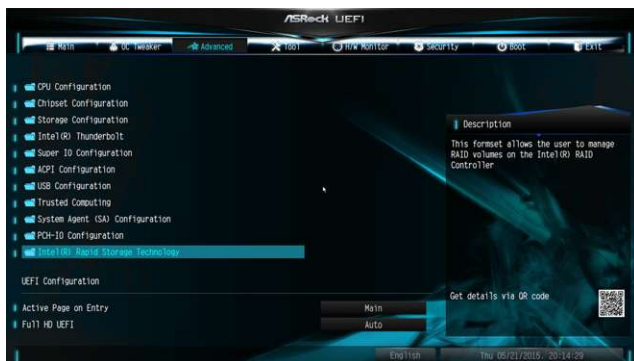 ASRock UEFI
Main OC Tweaker Advanced Tool H/W Monitor Security Boot Exit
CPU Configuration
Chipset Configuration
Storage Configuration
Intel(R) Thunderbolt
Super IO Configuration
ACPI Configuration
USB Configuration
Trusted Computing
System Agent (SA) Configuration
PCH-IO Configuration
Intel(R) Rapid Storage Technology
UEFI Configuration
Active Page on Entry Main
Full HD UEFI Auto
Description
This formset allows the user to manage
RAID volumes on the Intel(R) RAID
Controller
Get details via QR code
English Thu 05/21/2015. 20:14:29